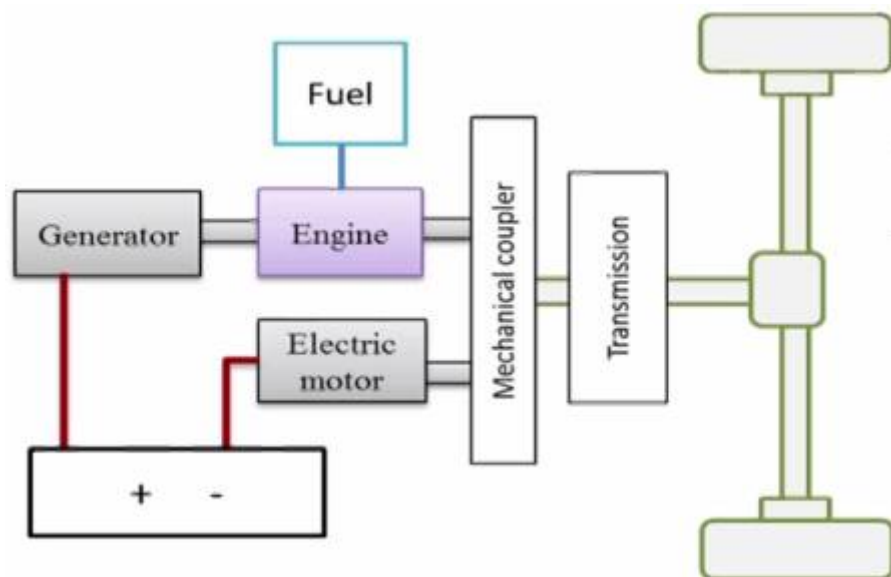 Fuel
Generator
Engine
Electric
motor
Mechanical coupler
Transmission
+ -